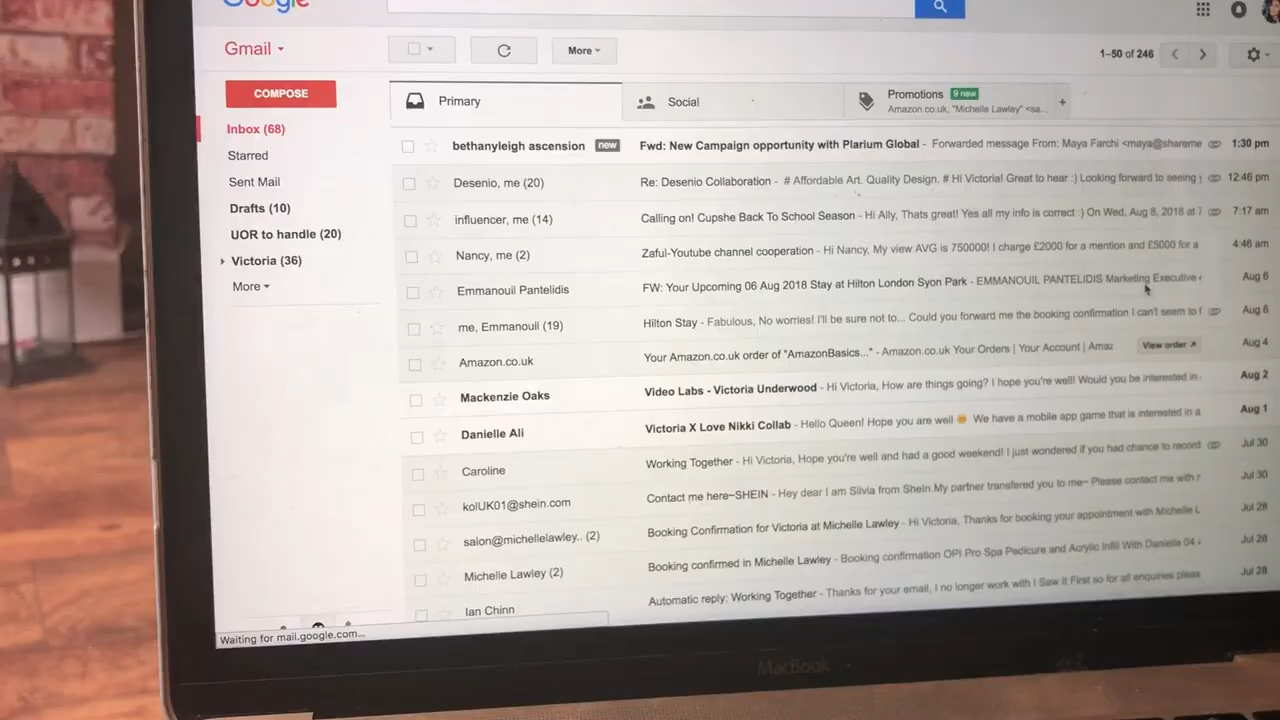 Google
Gmail
More
1–50 of 246
COMPOSE
Primary
Social
Promotions 9 new
Amazon.co.uk, "Michelle Lawley" <sa...
+
Inbox (68)
Starred
Sent Mail
Drafts (10)
UOR to handle (20)
Victoria (36)
More
bethanyleigh ascension new Fwd: New Campaign opportunity with Plarium Global - Forwarded message From: Maya Farchi <maya@shareme 1:30 pm
Desenio, me (20) Re: Desenio Collaboration - # Affordable Art. Quality Design. # Hi Victoria! Great to hear :) Looking forward to seeing 12:46 pm
influencer, me (14) Calling on! Cupshe Back To School Season - Hi Ally, Thats great! Yes all my info is correct :) On Wed, Aug 8, 2018 at 7 7:17 am
Nancy, me (2) Zaful-Youtube channel cooperation - Hi Nancy, My view AVG is 750000! I charge £2000 for a mention and £5000 for a 4:46 am
Emmanouil Pantelidis FW: Your Upcoming 06 Aug 2018 Stay at Hilton London Syon Park - EMMANOUIL PANTELIDIS Marketing Executive Aug 6
me, Emmanouil (19) Hilton Stay - Fabulous, No worries! I'll be sure not to... Could you forward me the booking confirmation I can't seem to f Aug 6
Amazon.co.uk Your Amazon.co.uk order of "AmazonBasics..." - Amazon.co.uk Your Orders | Your Account | Amaz View order Aug 4
Mackenzie Oaks Video Labs - Victoria Underwood - Hi Victoria, How are things going? I hope you're well! Would you be interested in Aug 2
Danielle Ali Victoria X Love Nikki Collab - Hello Queen! Hope you are well 😊 We have a mobile app game that is interested in a Aug 1
Caroline Working Together - Hi Victoria, Hope you're well and had a good weekend! I just wondered if you had chance to record Jul 30
kolUK01@shein.com Contact me here~SHEIN - Hey dear I am Silvia from Shein.My partner transfered you to me~ Please contact me with r Jul 30
salon@michellelawley.. (2) Booking Confirmation for Victoria at Michelle Lawley - Hi Victoria, Thanks for booking your appointment with Michelle L Jul 28
Michelle Lawley (2) Booking confirmed in Michelle Lawley - Booking confirmation OPI Pro Spa Pedicure and Acrylic Infill With Daniella 04 Jul 28
Ian Chinn Automatic reply: Working Together - Thanks for your email, I no longer work with I Saw it First so for all enquiries pleas Jul 28
Waiting for mail.google.com...
MacBook